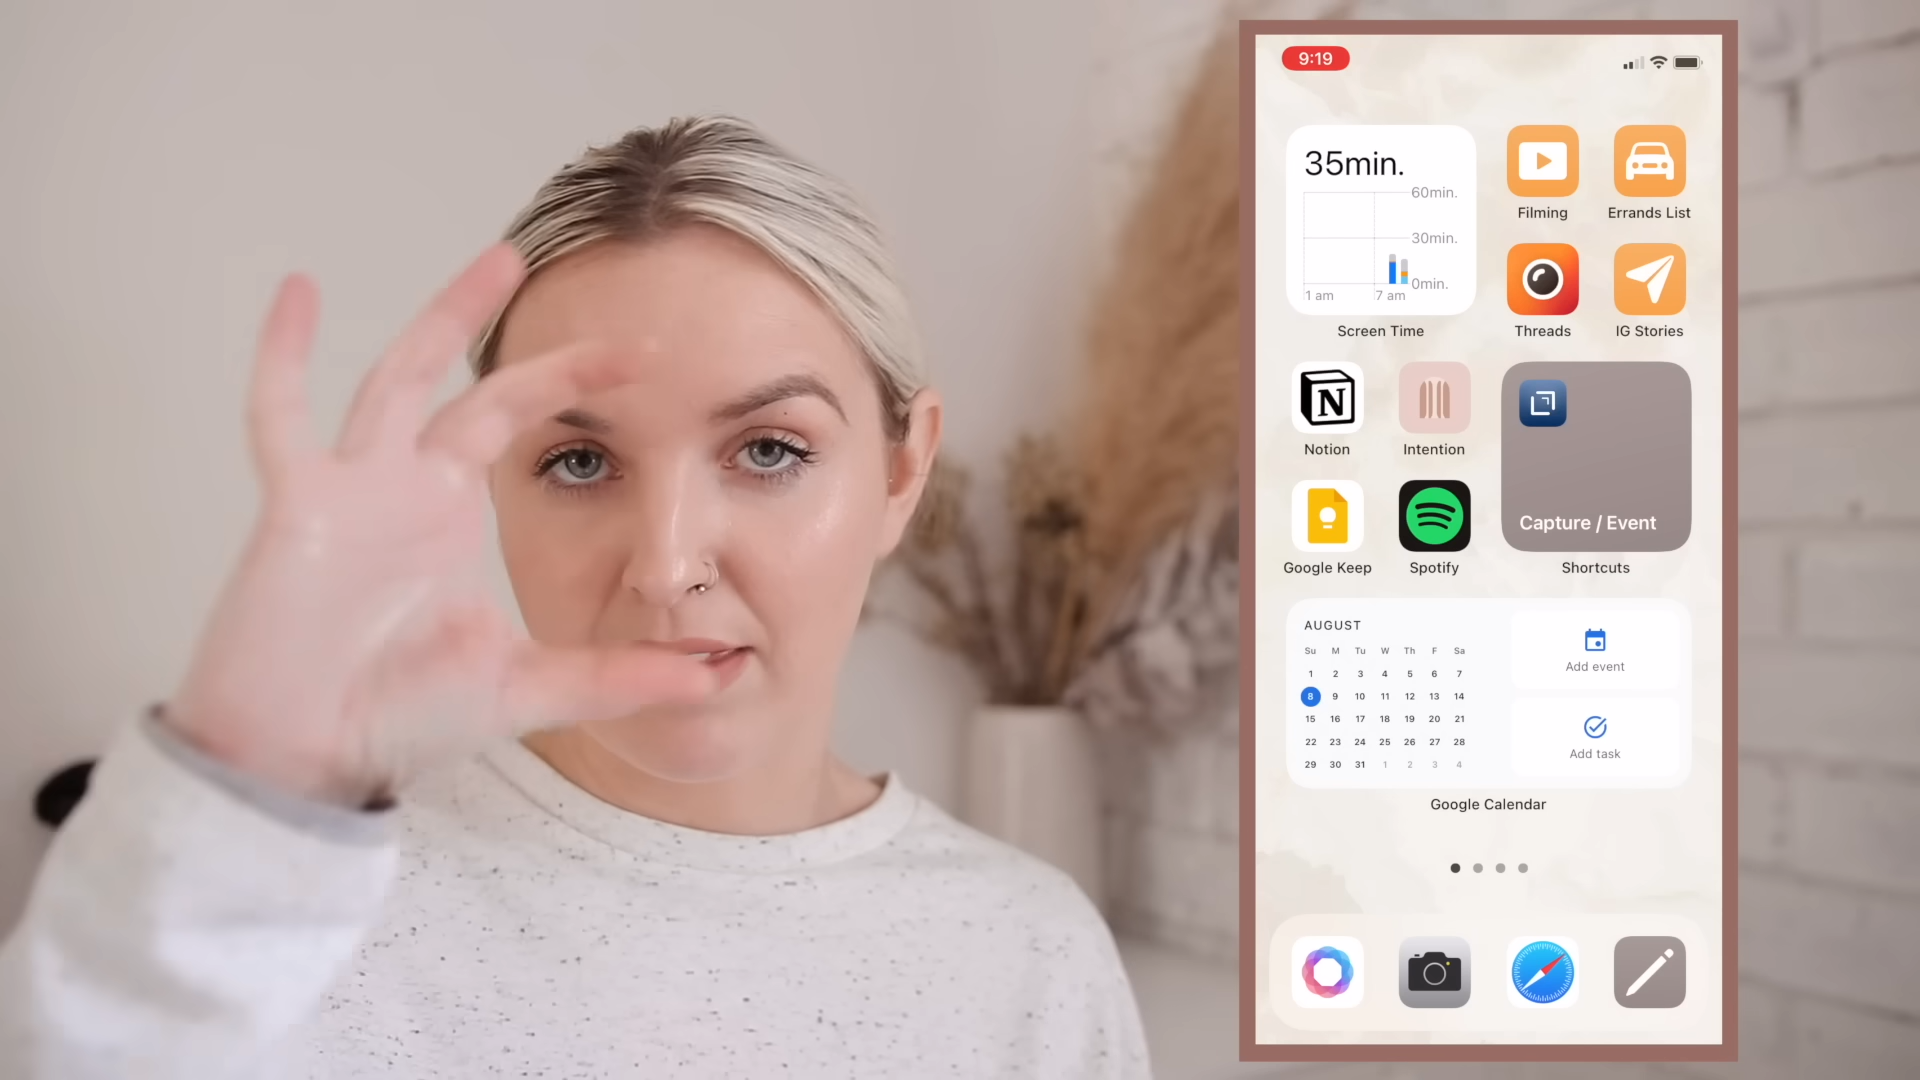 9:19
35min.
60min.
30min.
0min.
1 am 7 am
Screen Time
Filming
Errands List
Threads
IG Stories
N
Notion
Intention
Google Keep
Spotify
Capture / Event
Shortcuts
AUGUST
Su M Tu W Th F Sa
1 2 3 4 5 6 7
8 9 10 11 12 13 14
15 16 17 18 19 20 21
22 23 24 25 26 27 28
29 30 31 1 2 3 4
Add event
Add task
Google Calendar